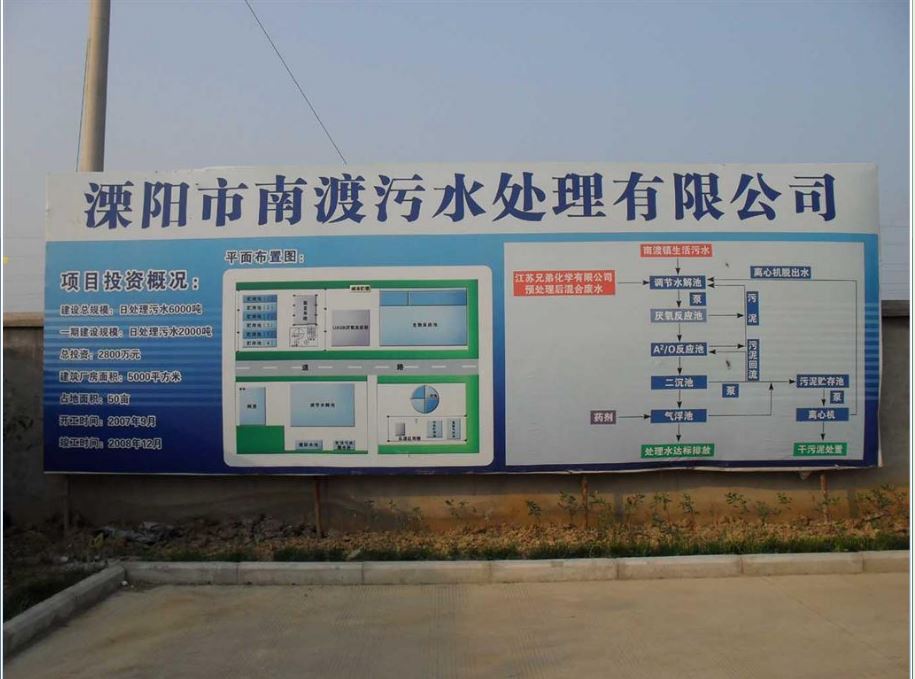 溧阳市南渡污水处理有限公司
项目投资概况：
建设总规模：日处理污水6000吨
一期建设规模：日处理污水2000吨
总投资：2800万元
建筑厂房面积：5000平方米
占地面积：50亩
开工时间：2007年9月
竣工时间：2008年12月
平面布置图：
道 路
南渡镇生活污水
江苏兄弟化学有限公司
预处理后混合废水
调节水解池
离心机脱出水
泵
污泥
厌氧反应池
A²/O反应池
污泥回流
二沉池
泵
污泥贮存池
泵
药剂
气浮池
离心机
处理水达标排放
干污泥处置